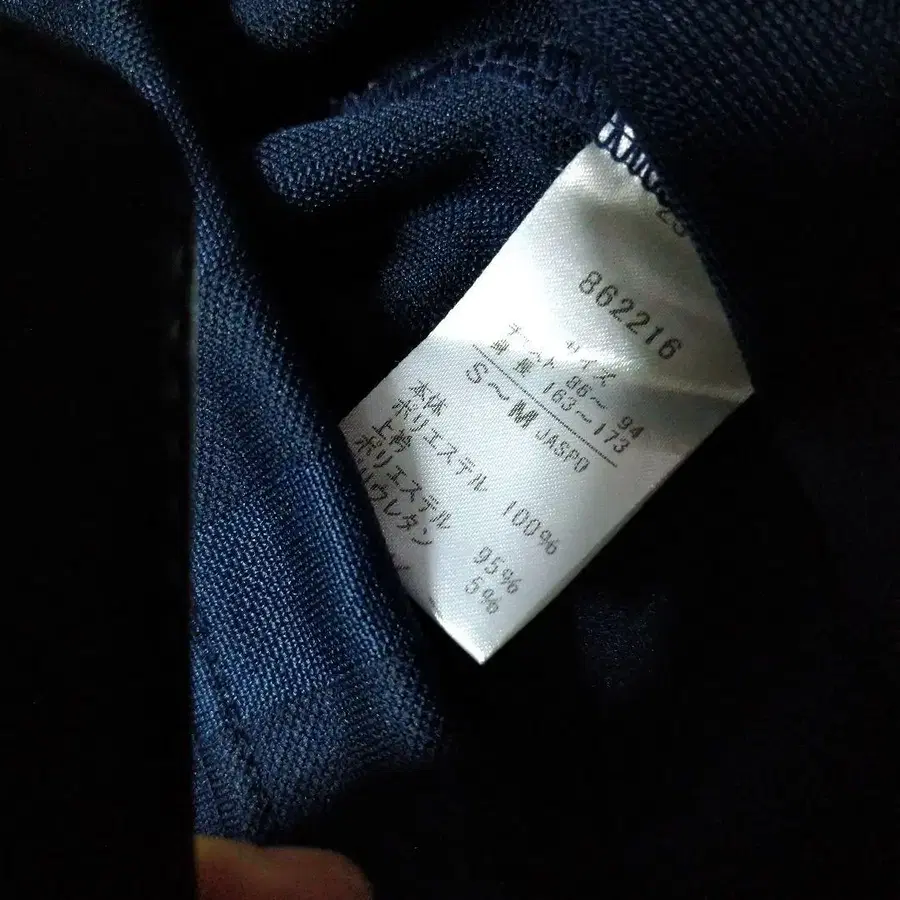 862216
サイズ
チェスト 86～ 94
身 長 163～173
S～M JASPO
本体
ポリエステル 100%
上衿
ポリエステル 95%
リウレタン 5%